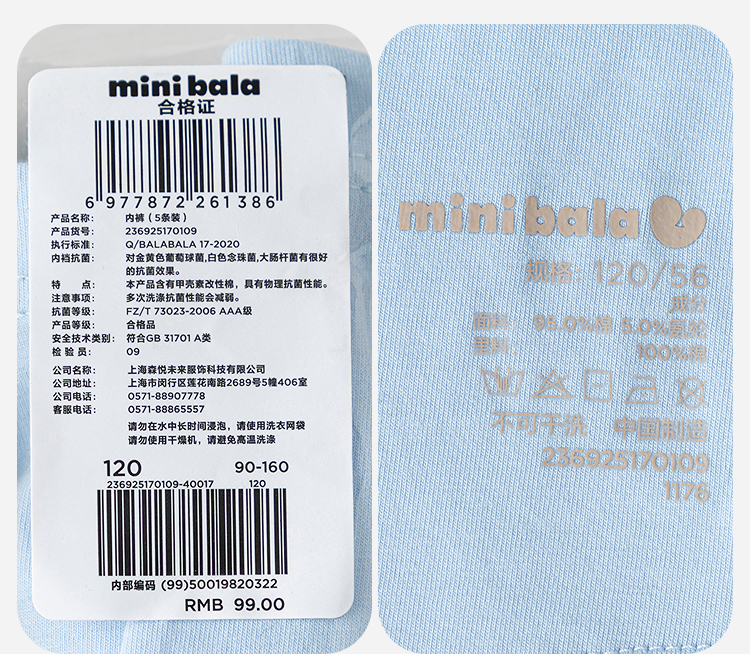 mini bala
合格证
6 977872 261386
产品名称: 内裤（5条装）
产品货号: 236925170109
执行标准: Q/BALABALA 17-2020
内裆抗菌: 对金黄色葡萄球菌,白色念珠菌,大肠杆菌有很好
的抗菌效果。
特 点: 本产品含有甲壳素改性棉，具有物理抗菌性能。
注意事项: 多次洗涤抗菌性能会减弱。
抗菌等级: FZ/T 73023-2006 AAA级
产品等级: 合格品
安全技术类别: 符合GB 31701 A类
检 验 员: 09
公司名称: 上海森悦未来服饰科技有限公司
公司地址: 上海市闵行区莲花南路2689号5幢406室
公司电话: 0571-88907778
客服电话: 0571-88865557
请勿在水中长时间浸泡，请使用洗衣网袋
请勿使用干燥机，请避免高温洗涤
120 90-160
236925170109-40017 120
内部编码 (99)50019820322
RMB 99.00
mini bala
规格: 120/56
成分
面料: 95.0%棉 5.0%氨纶
里料: 100%棉
不可干洗 中国制造
236925170109
1176